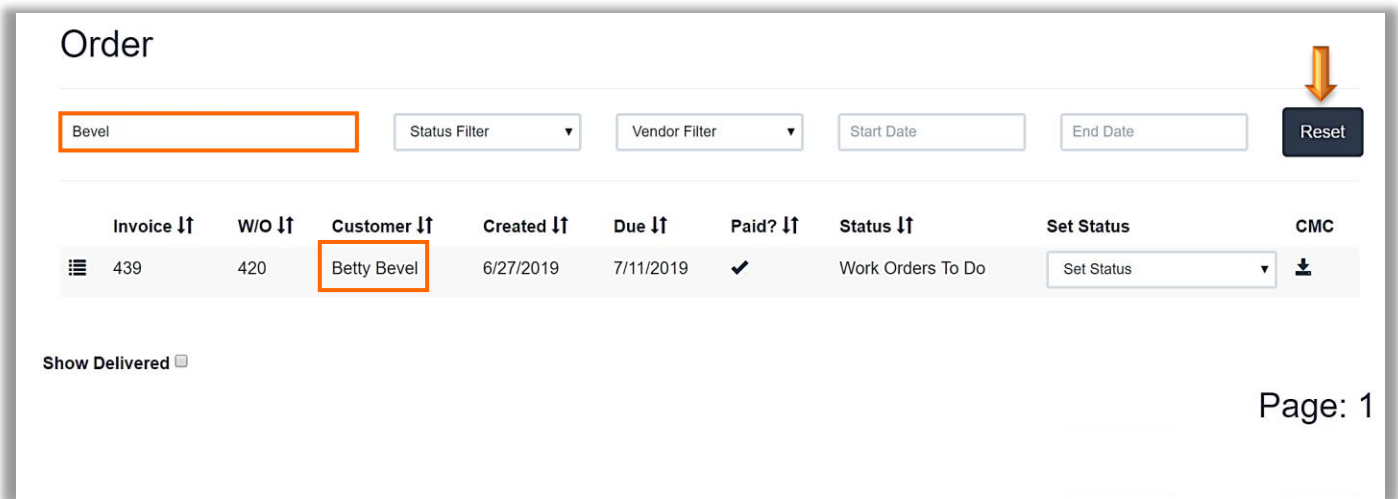 Order
Bevel Status Filter Vendor Filter Start Date End Date Reset
Invoice W/O Customer Created Due Paid? Status Set Status CMC
439 420 Betty Bevel 6/27/2019 7/11/2019 Work Orders To Do Set Status
Show Delivered
Page: 1